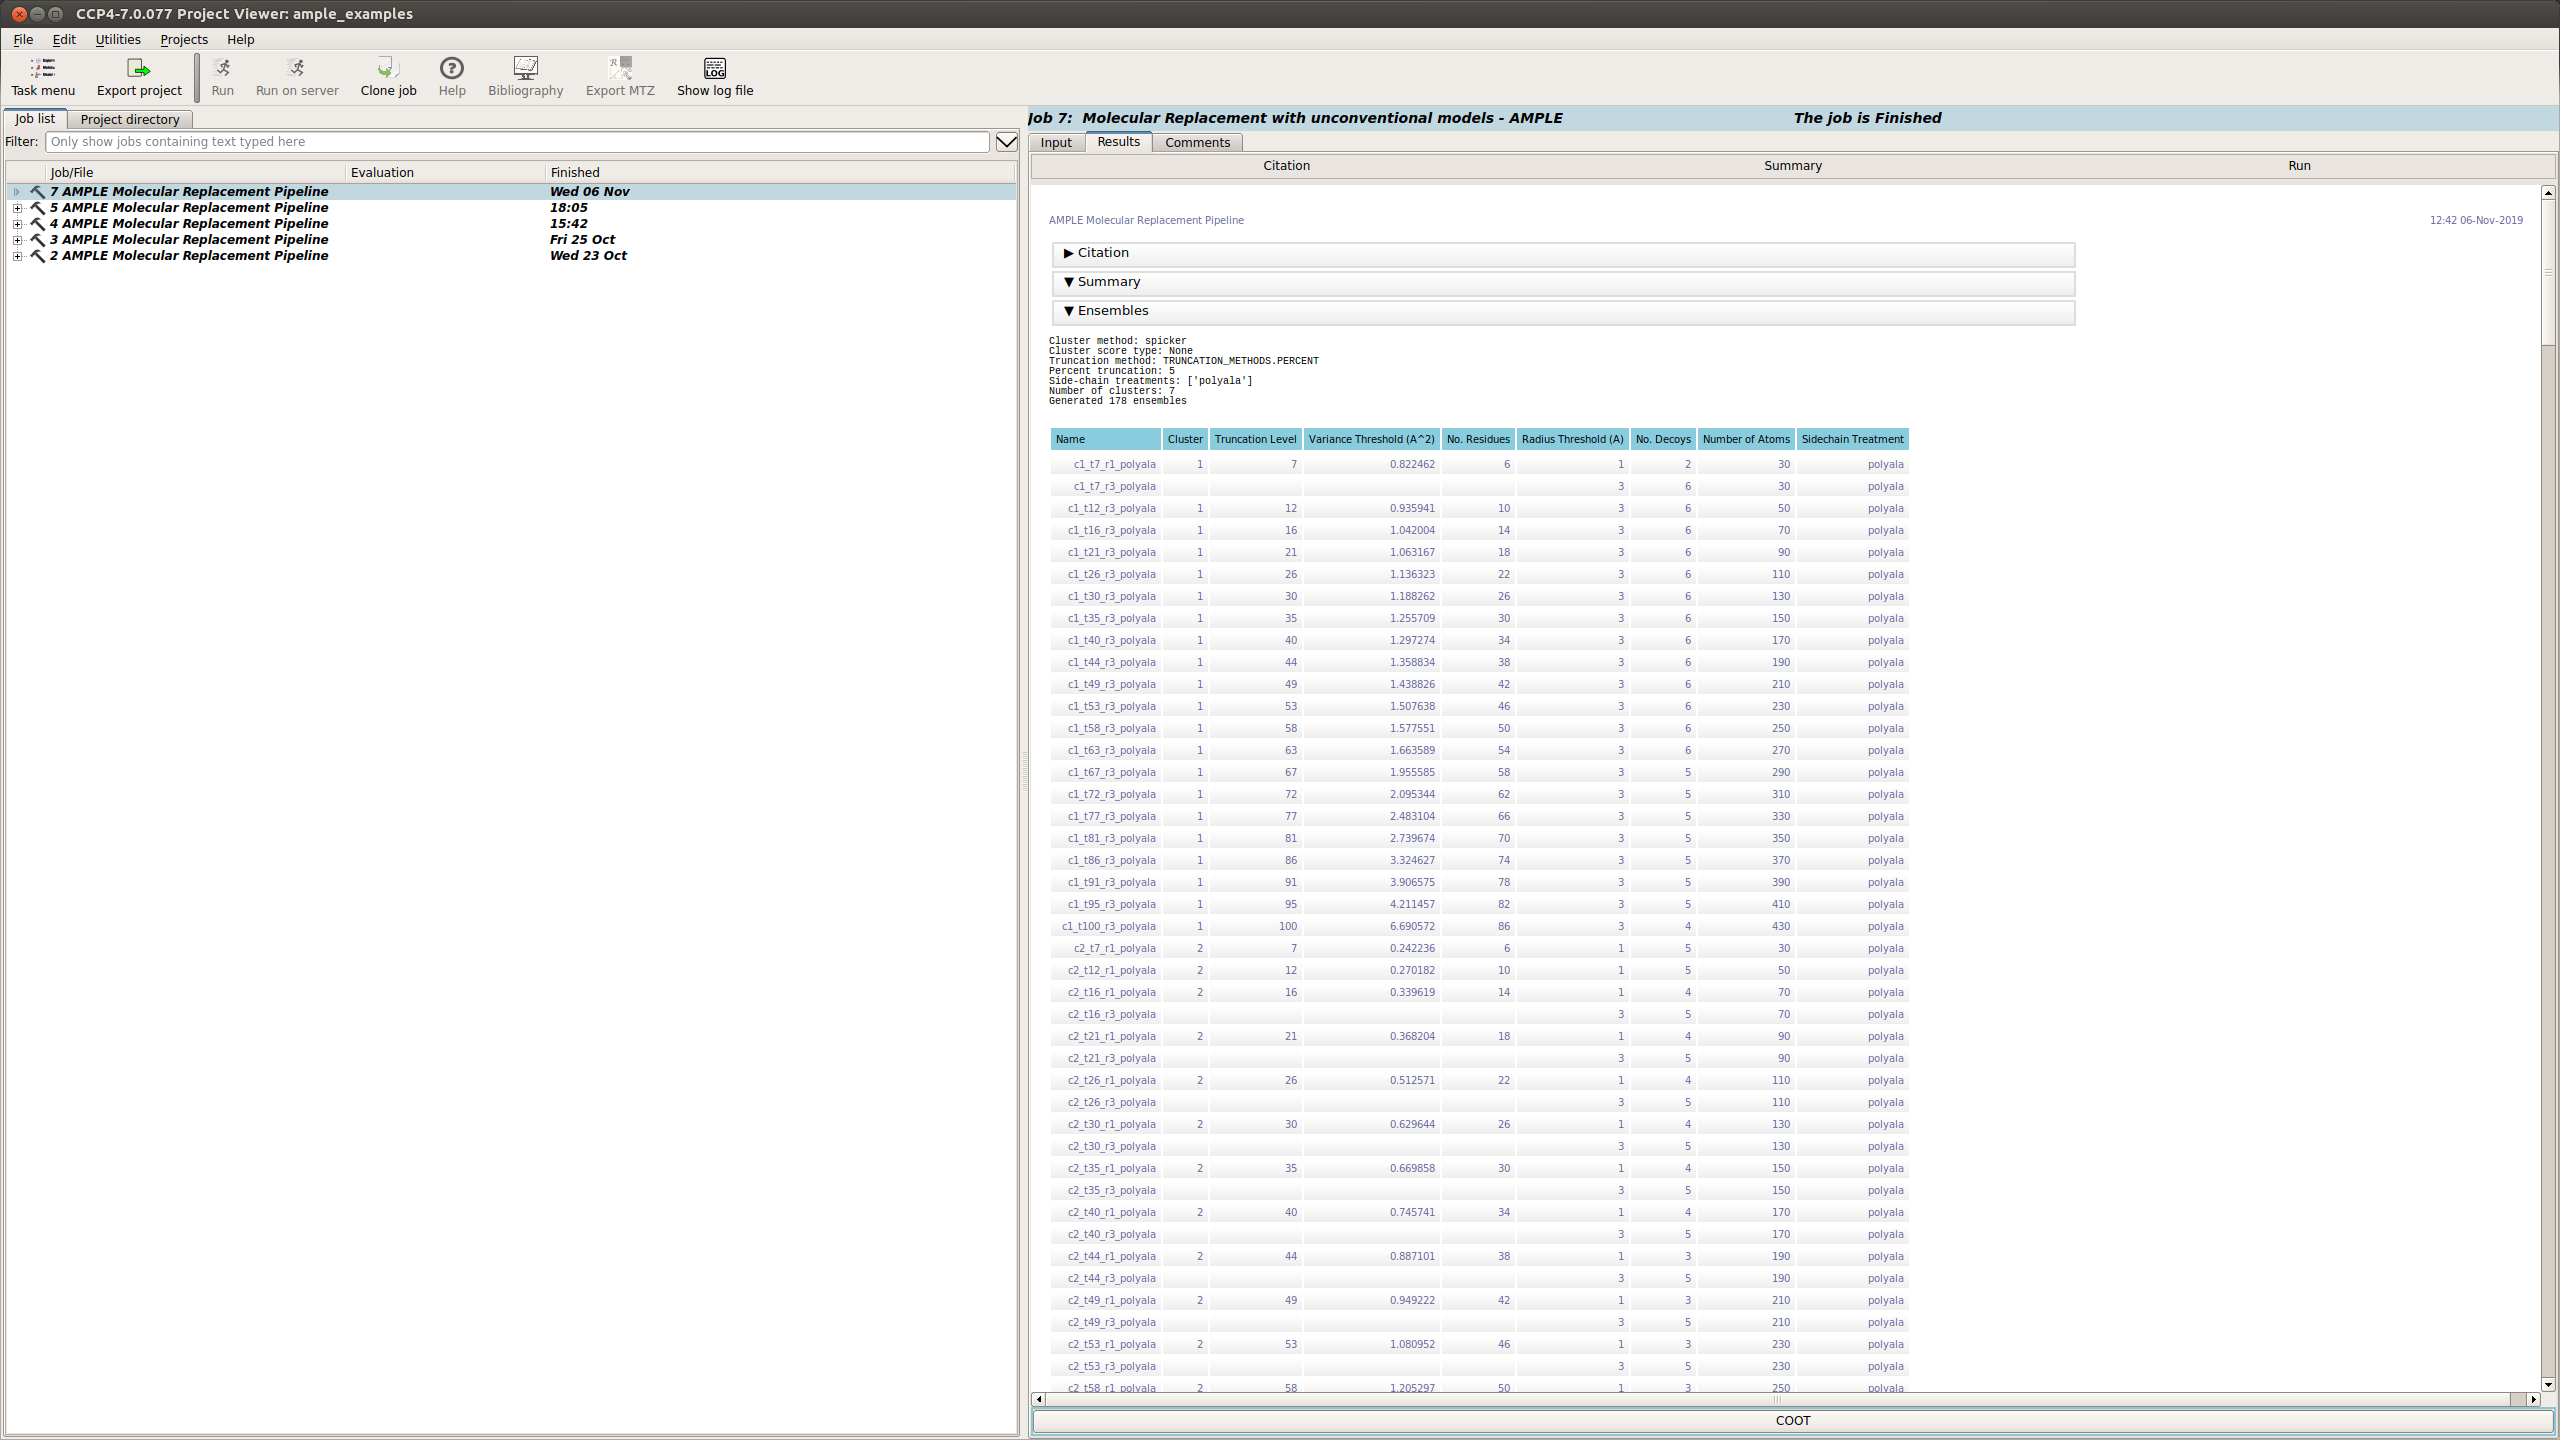 CCP4-7.0.077 Project Viewer: ample_examples
File Edit Utilities Projects Help
Task menu Export project Run Run on server Clone job Help Bibliography Export MTZ Show log file
Job list Project directory
Filter: Only show jobs containing text typed here
Job/File Evaluation Finished
7 AMPLE Molecular Replacement Pipeline Wed 06 Nov
5 AMPLE Molecular Replacement Pipeline 18:05
4 AMPLE Molecular Replacement Pipeline 15:42
3 AMPLE Molecular Replacement Pipeline Fri 25 Oct
2 AMPLE Molecular Replacement Pipeline Wed 23 Oct
Job 7: Molecular Replacement with unconventional models - AMPLE The job is Finished
Input Results Comments
Citation Summary Run
AMPLE Molecular Replacement Pipeline 12:42 06-Nov-2019
▶ Citation
▼ Summary
▼ Ensembles
Cluster method: spicker
Cluster score type: None
Truncation method: TRUNCATION_METHODS.PERCENT
Percent truncation: 5
Side-chain treatments: ['polyala']
Number of clusters: 7
Generated 178 ensembles
Name Cluster Truncation Level Variance Threshold (A^2) No. Residues Radius Threshold (A) No. Decoys Number of Atoms Sidechain Treatment
c1_t7_r1_polyala 1 7 0.822462 6 1 2 30 polyala
c1_t7_r3_polyala 3 6 30 polyala
c1_t12_r3_polyala 1 12 0.935941 10 3 6 50 polyala
c1_t16_r3_polyala 1 16 1.042004 14 3 6 70 polyala
c1_t21_r3_polyala 1 21 1.063167 18 3 6 90 polyala
c1_t26_r3_polyala 1 26 1.136323 22 3 6 110 polyala
c1_t30_r3_polyala 1 30 1.188262 26 3 6 130 polyala
c1_t35_r3_polyala 1 35 1.255709 30 3 6 150 polyala
c1_t40_r3_polyala 1 40 1.297274 34 3 6 170 polyala
c1_t44_r3_polyala 1 44 1.358834 38 3 6 190 polyala
c1_t49_r3_polyala 1 49 1.438826 42 3 6 210 polyala
c1_t53_r3_polyala 1 53 1.507638 46 3 6 230 polyala
c1_t58_r3_polyala 1 58 1.577551 50 3 6 250 polyala
c1_t63_r3_polyala 1 63 1.663589 54 3 6 270 polyala
c1_t67_r3_polyala 1 67 1.955585 58 3 5 290 polyala
c1_t72_r3_polyala 1 72 2.095344 62 3 5 310 polyala
c1_t77_r3_polyala 1 77 2.483104 66 3 5 330 polyala
c1_t81_r3_polyala 1 81 2.739674 70 3 5 350 polyala
c1_t86_r3_polyala 1 86 3.324627 74 3 5 370 polyala
c1_t91_r3_polyala 1 91 3.906575 78 3 5 390 polyala
c1_t95_r3_polyala 1 95 4.211457 82 3 5 410 polyala
c1_t100_r3_polyala 1 100 6.690572 86 3 4 430 polyala
c2_t7_r1_polyala 2 7 0.242236 6 1 5 30 polyala
c2_t12_r1_polyala 2 12 0.270182 10 1 5 50 polyala
c2_t16_r1_polyala 2 16 0.339619 14 1 4 70 polyala
c2_t16_r3_polyala 3 5 70 polyala
c2_t21_r1_polyala 2 21 0.368204 18 1 4 90 polyala
c2_t21_r3_polyala 3 5 90 polyala
c2_t26_r1_polyala 2 26 0.512571 22 1 4 110 polyala
c2_t26_r3_polyala 3 5 110 polyala
c2_t30_r1_polyala 2 30 0.629644 26 1 4 130 polyala
c2_t30_r3_polyala 3 5 130 polyala
c2_t35_r1_polyala 2 35 0.669858 30 1 4 150 polyala
c2_t35_r3_polyala 3 5 150 polyala
c2_t40_r1_polyala 2 40 0.745741 34 1 4 170 polyala
c2_t40_r3_polyala 3 5 170 polyala
c2_t44_r1_polyala 2 44 0.887101 38 1 3 190 polyala
c2_t44_r3_polyala 3 5 190 polyala
c2_t49_r1_polyala 2 49 0.949222 42 1 3 210 polyala
c2_t49_r3_polyala 3 5 210 polyala
c2_t53_r1_polyala 2 53 1.080952 46 1 3 230 polyala
c2_t53_r3_polyala 3 5 230 polyala
c2_t58_r1_polyala 2 58 1.205297 50 1 3 250 polyala
COOT